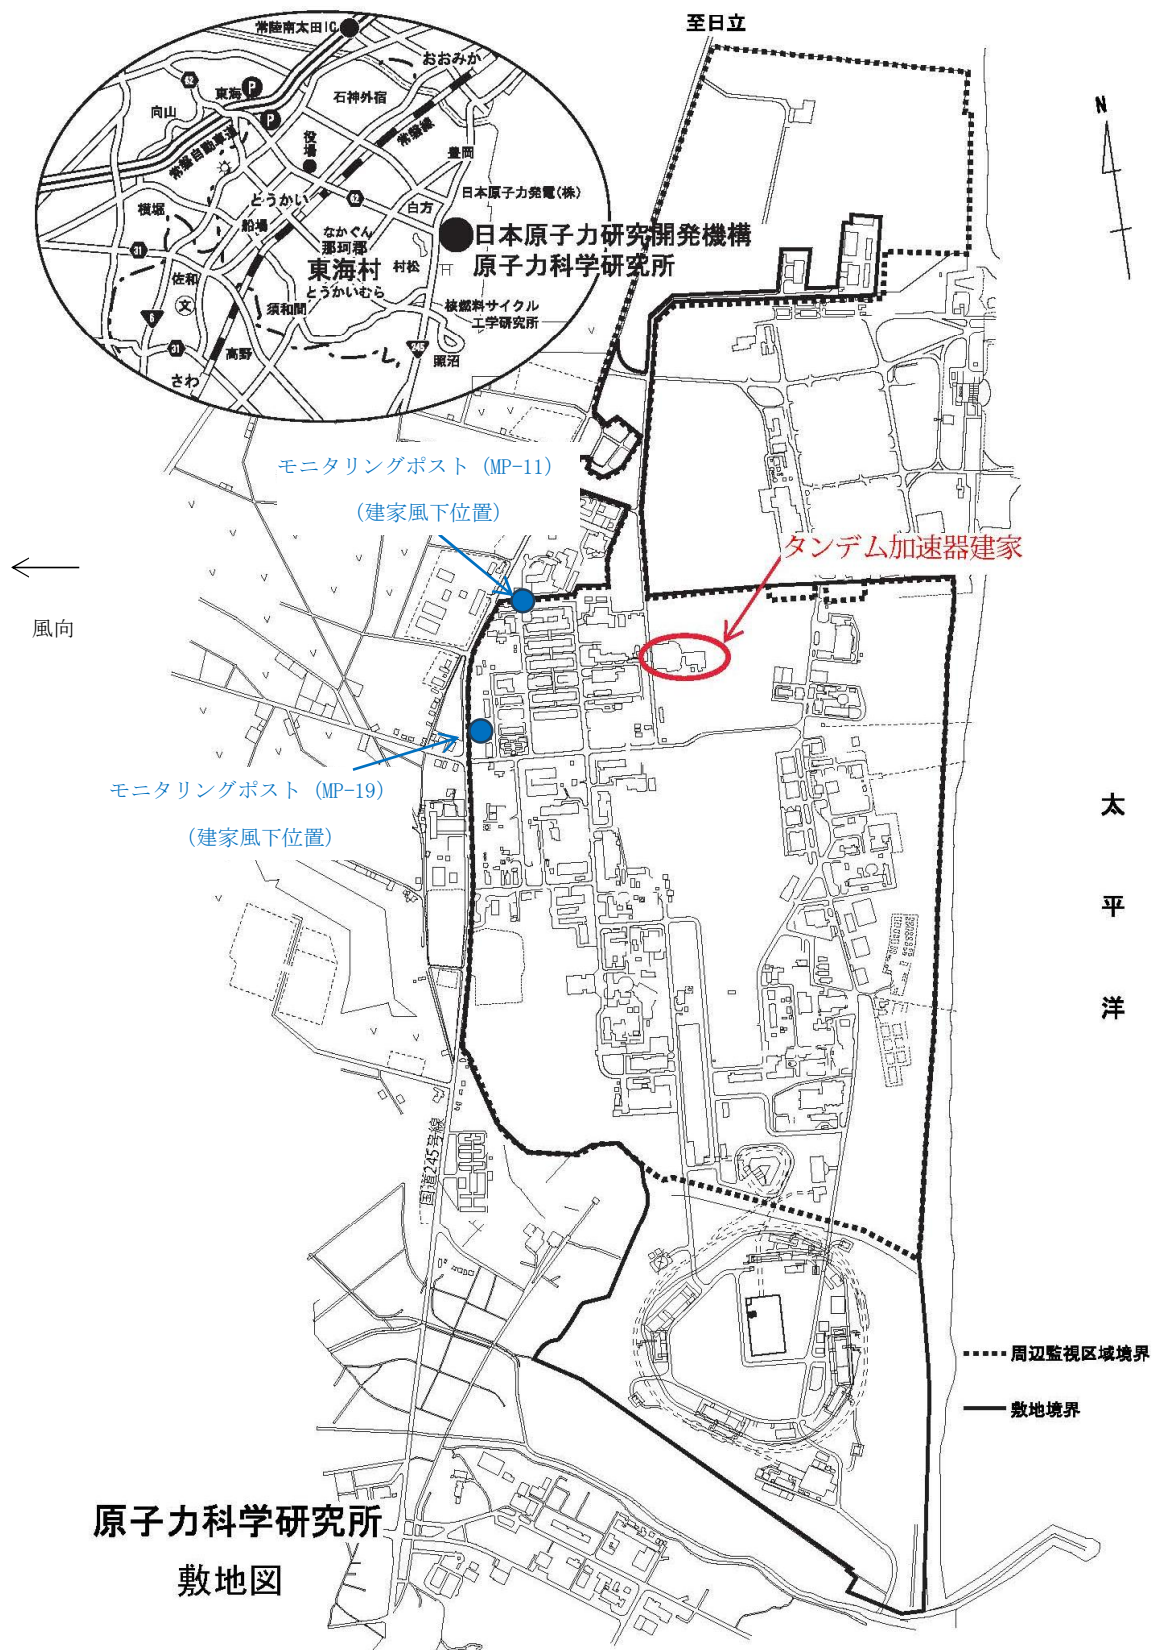 至日立
常陸南太田IC
おおみか
62
東海
P
石神外宿
向山
P
役場
常磐線
常磐自動車道
豊岡
日本原子力発電(株)
とうかい
62
横堀
白方
船場
なかぐん
那珂郡
日本原子力研究開発機構
原子力科学研究所
31
東海村
とうかいむら
村松
佐和
文
須和間
核燃料サイクル
工学研究所
6
31
高野
245
照沼
さわ
N
モニタリングポスト (MP-11)
(建家風下位置)
タンデム加速器建家
風向
モニタリングポスト (MP-19)
(建家風下位置)
太
平
洋
国道245号線
周辺監視区域境界
敷地境界
原子力科学研究所
敷地図